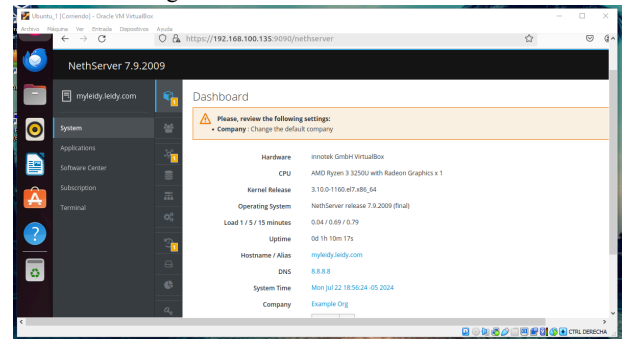 Ubuntu_1 [Corriendo] - Oracle VM VirtualBox
Archivo Máquina Ver Entrada Dispositivos Ayuda
https://192.168.100.135:9090/nethserver
NethServer 7.9.2009
myleidy.leidy.com
Dashboard
Please, review the following settings:
• Company : Change the default company
System
Applications
Software Center
Subscription
Terminal
Hardware Innotek GmbH VirtualBox
CPU AMD Ryzen 3 3250U with Radeon Graphics x 1
Kernel Release 3.10.0-1160.el7.x86_64
Operating System NethServer release 7.9.2009 (final)
Load 1 / 5 / 15 minutes 0.04 / 0.69 / 0.79
Uptime 0d 1h 10m 17s
Hostname / Alias myleidy.leidy.com
DNS 8.8.8.8
System Time Mon Jul 22 18:56:24 -05 2024
Company Example Org
CTRL DERECHA